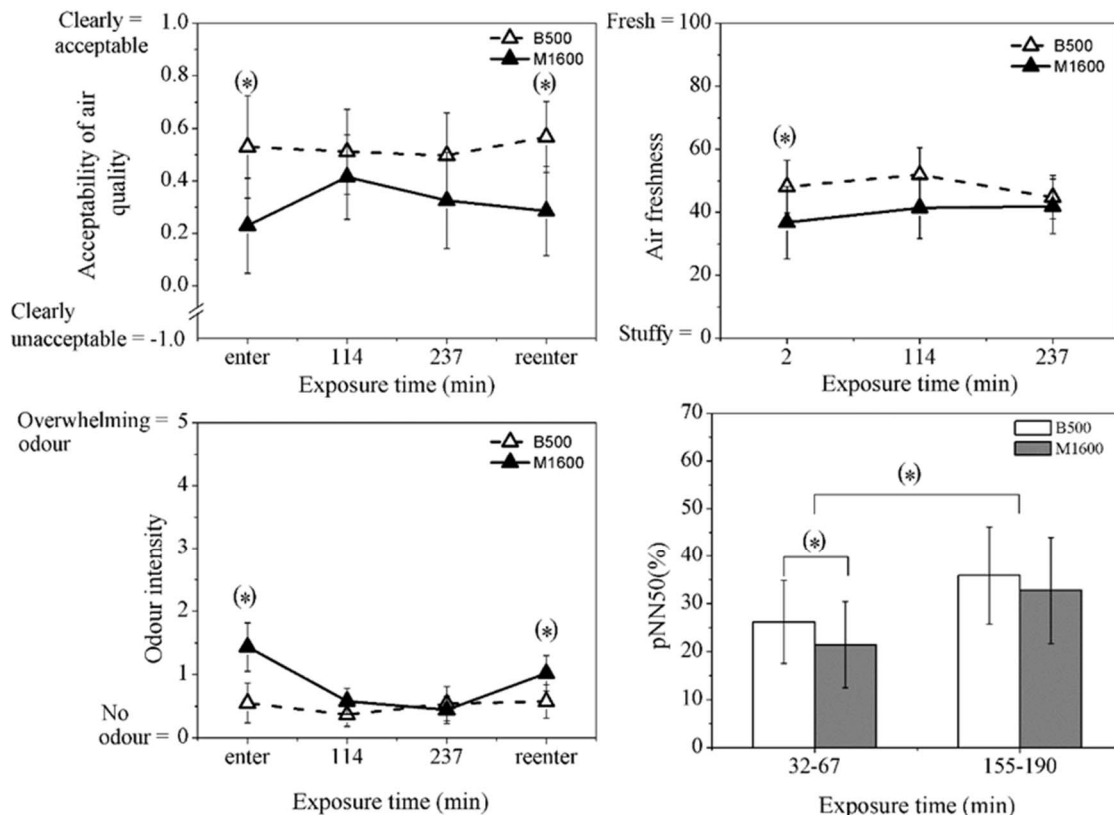 Clearly =
acceptable
1.0
0.8
0.6
0.4
0.2
0.0
Clearly
unacceptable = -1.0
Acceptability of air
quality
B500
M1600
(*)
(*)
enter
114
237
reenter
Exposure time (min)
Fresh = 100
80
60
40
20
Stuffy = 0
Air freshness
B500
M1600
(*)
2
114
237
Exposure time (min)
Overwhelming =
odour
5
4
3
2
1
0
No
odour =
Odour intensity
B500
M1600
(*)
(*)
enter
114
237
reenter
Exposure time (min)
70
60
50
40
30
20
10
0
pNN50(%)
B500
M1600
(*)
(*)
32-67
155-190
Exposure time (min)